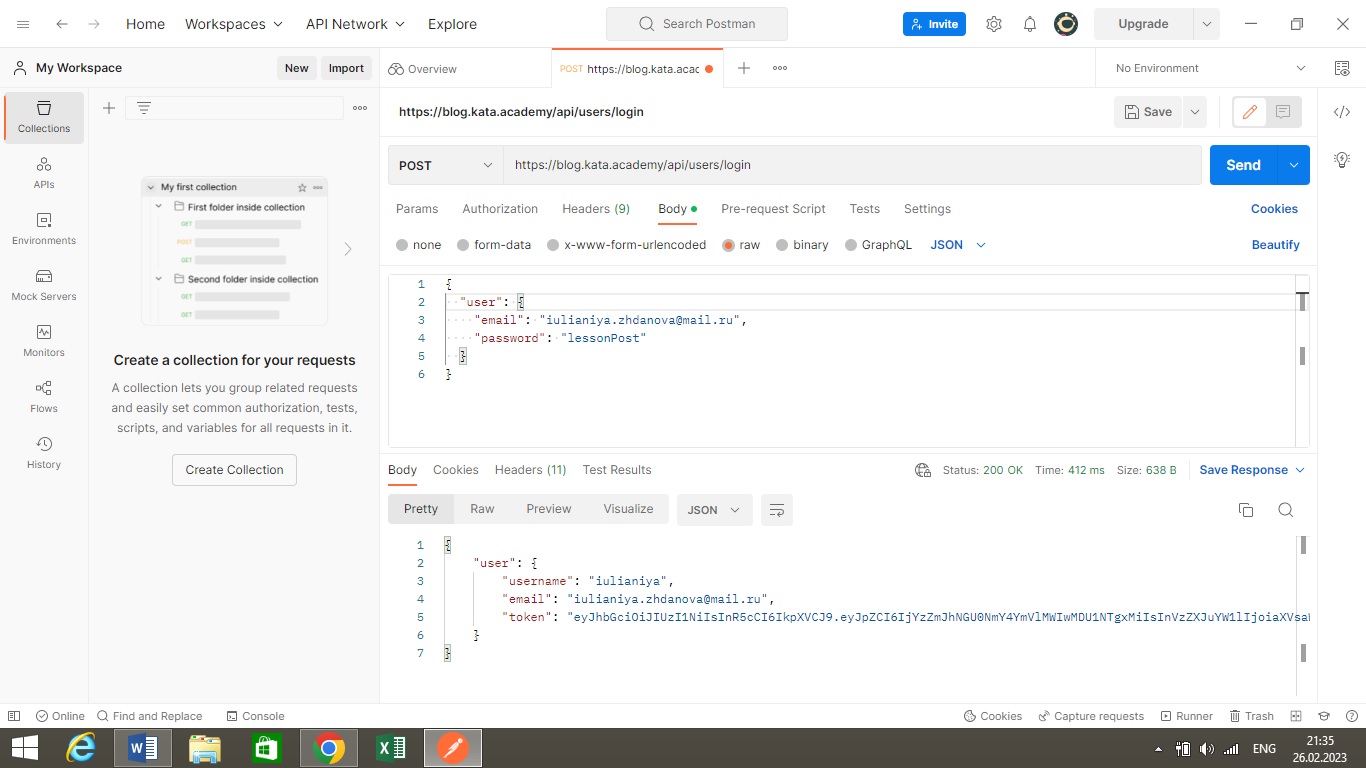 Home Workspaces API Network Explore Search Postman Invite Upgrade
My Workspace New Import Overview POST https://blog.kata.acac No Environment
https://blog.kata.academy/api/users/login Save
Collections
APIs
Environments
Mock Servers
Monitors
Flows
History
My first collection
First folder inside collection
GET
POST
GET
Second folder inside collection
GET
GET
Create a collection for your requests
A collection lets you group related requests
and easily set common authorization, tests,
scripts, and variables for all requests in it.
Create Collection
POST https://blog.kata.academy/api/users/login Send
Params Authorization Headers (9) Body Pre-request Script Tests Settings Cookies
none form-data x-www-form-urlencoded raw binary GraphQL JSON Beautify
1 {
2 "user": {
3 "email": "iulianiya.zhdanova@mail.ru",
4 "password": "lessonPost"
5 }
6 }
Body Cookies Headers (11) Test Results Status: 200 OK Time: 412 ms Size: 638 B Save Response
Pretty Raw Preview Visualize JSON
1 {
2 "user": {
3 "username": "iulianiya",
4 "email": "iulianiya.zhdanova@mail.ru",
5 "token":
6 }
7 }
Online Find and Replace Console Cookies Capture requests Runner Trash
ENG 21:35
26.02.2023